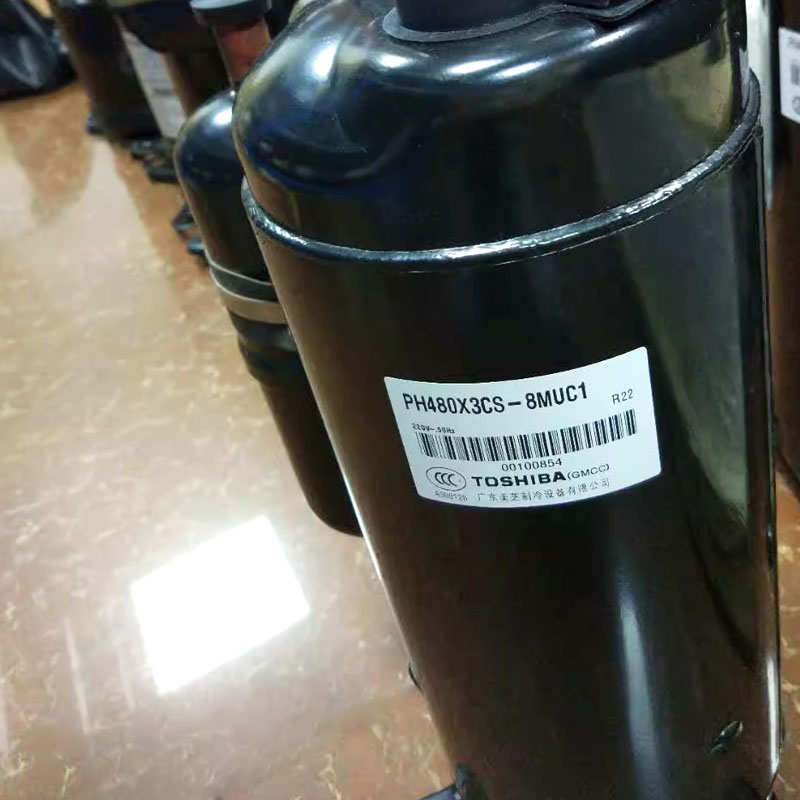 PH480X3CS-8MUC1 R22
220V~,50Hz
00100854
CCC TOSHIBA(GMCC)
广东美芝制冷设备有限公司